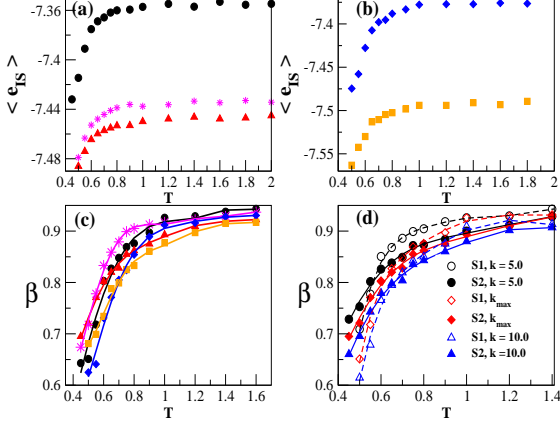 (a)
-7.36
-7.4
-7.44
-7.48
< e_IS >
0.4 0.6 0.8 1 1.2 1.4 1.6 1.8 2
T
(b)
-7.4
-7.45
-7.5
-7.55
< e_IS >
0.4 0.6 0.8 1 1.2 1.4 1.6 1.8 2
T
(c)
0.9
0.8
0.7
0.6
β
0.4 0.6 0.8 1 1.2 1.4 1.6
T
(d)
0.9
0.8
0.7
0.6
β
S1, k = 5.0
S2, k = 5.0
S1, k_max
S2, k_max
S1, k = 10.0
S2, k =10.0
0.4 0.6 0.8 1 1.2 1.4
T